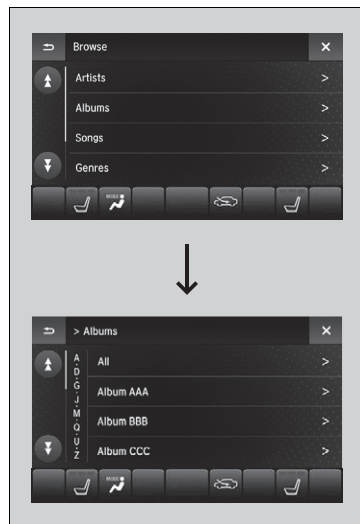 Browse
Artists >
Albums >
Songs >
Genres >
MODE
> Albums
A
·
D
·
G
·
J
·
M
·
Q
·
U
·
Z
All >
Album AAA >
Album BBB >
Album CCC >
MODE